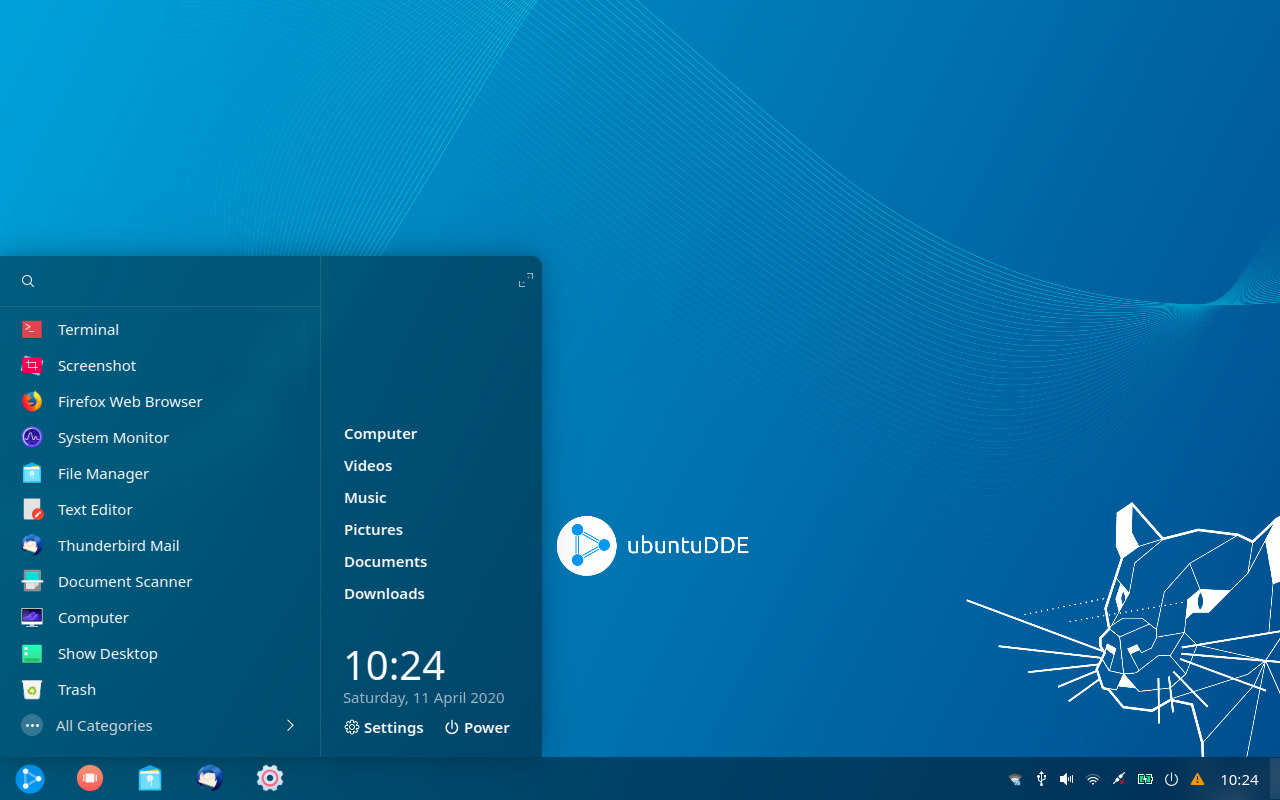 Terminal
Screenshot
Firefox Web Browser
System Monitor
File Manager
Text Editor
Thunderbird Mail
Document Scanner
Computer
Show Desktop
Trash
All Categories
Computer
Videos
Music
Pictures
Documents
Downloads
10:24
Saturday, 11 April 2020
Settings
Power
ubuntuDDE
10:24